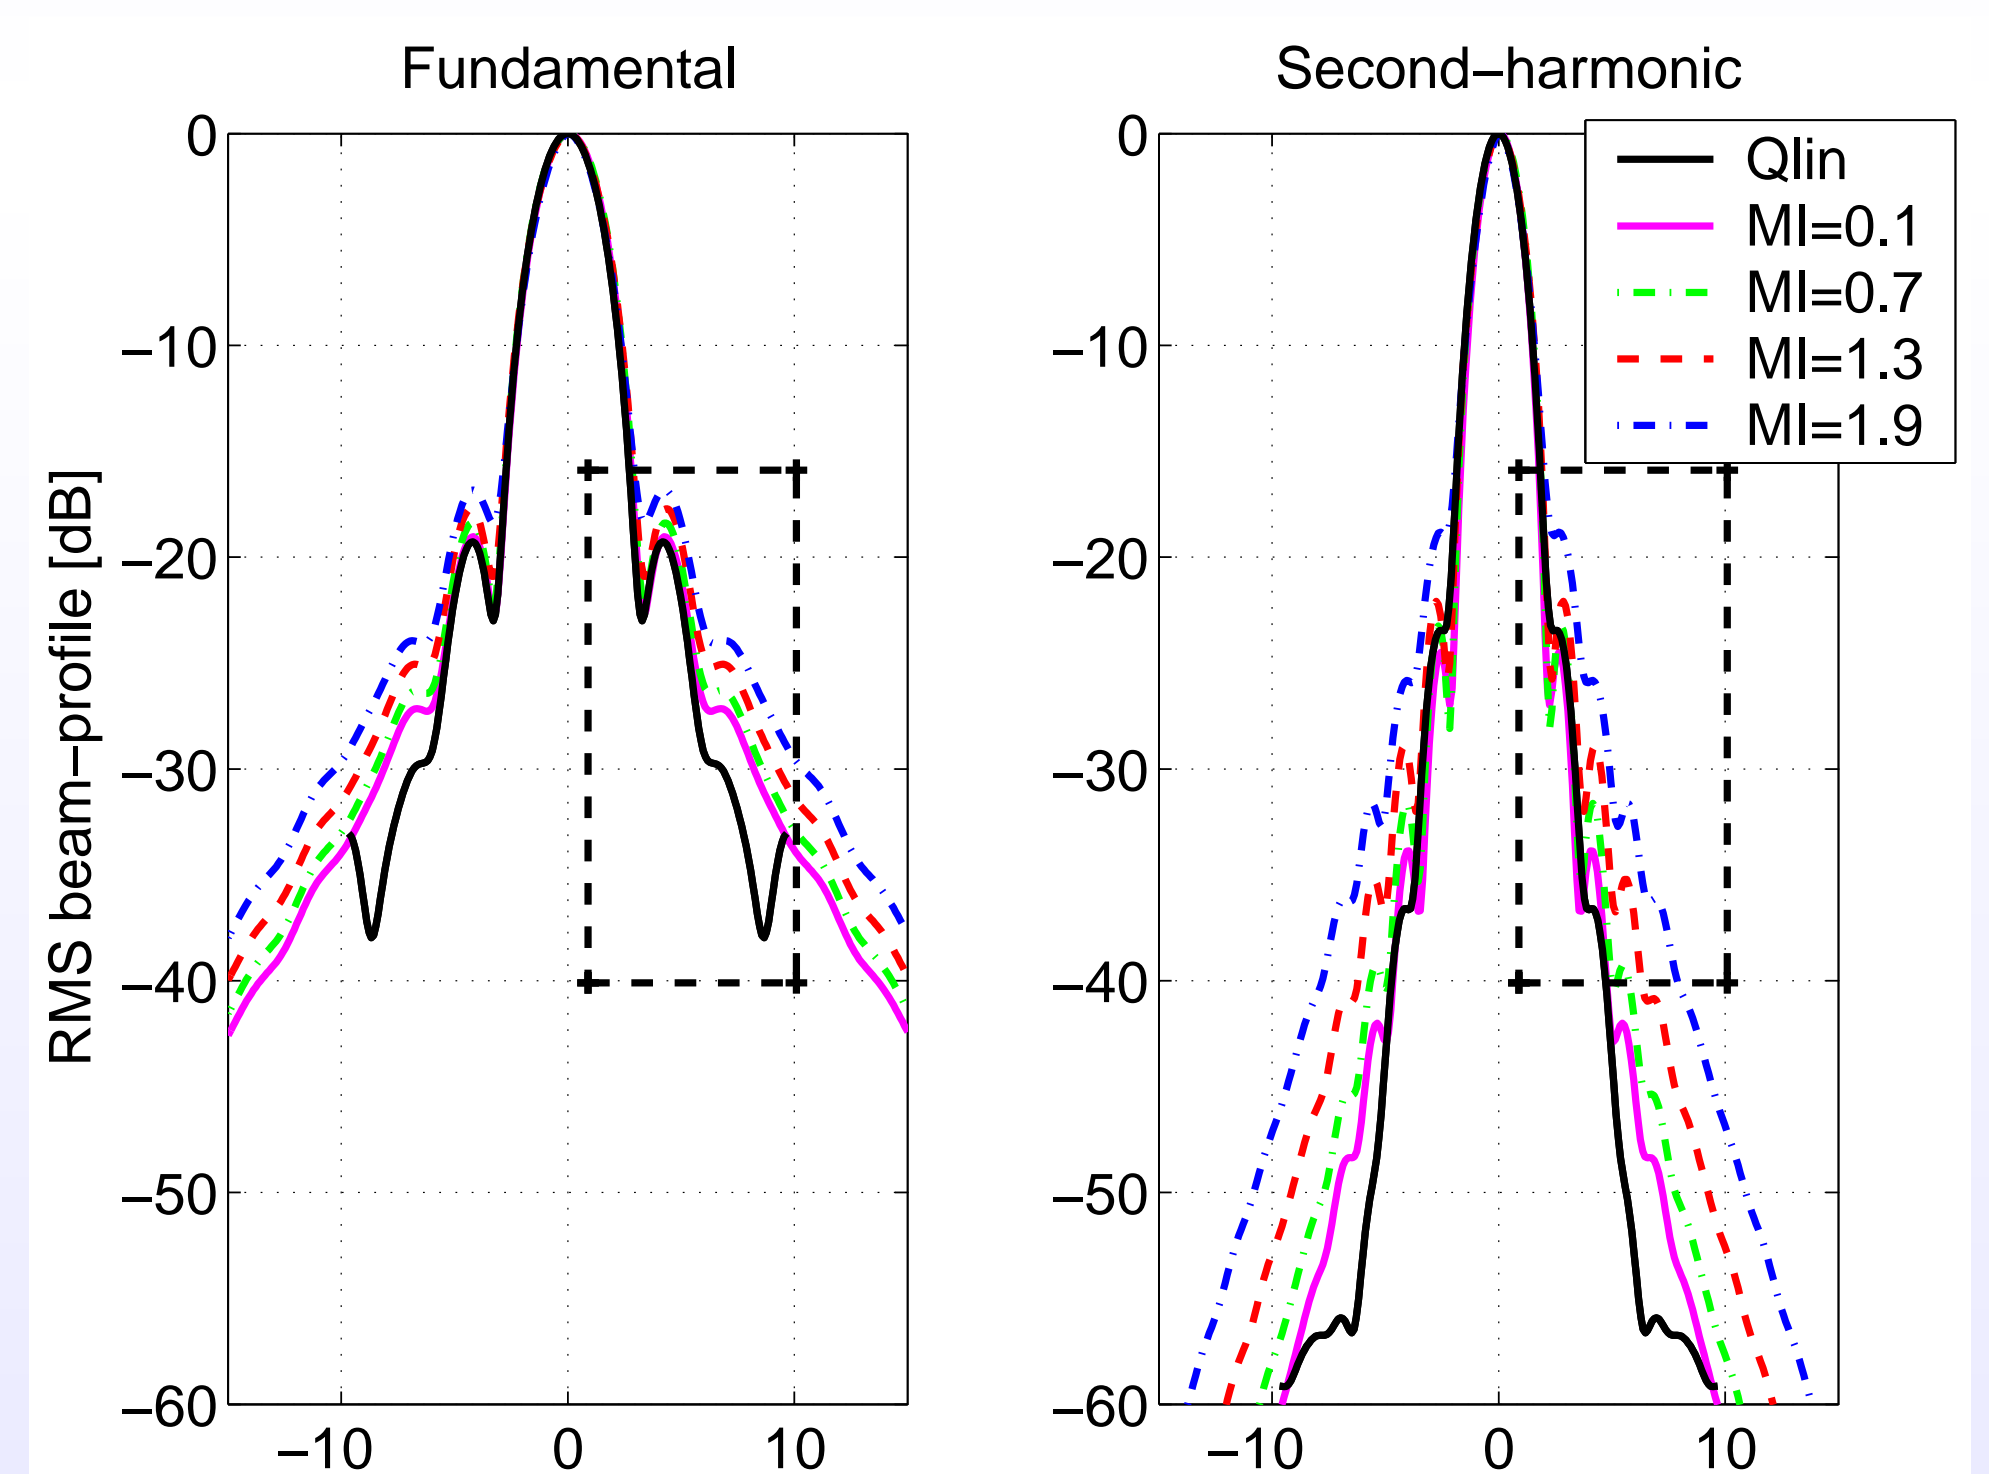 Fundamental
Second−harmonic
RMS beam−profile [dB]
0
−10
−20
−30
−40
−50
−60
−10 0 10
0
−10
−20
−30
−40
−50
−60
−10 0 10
Qlin
MI=0.1
MI=0.7
MI=1.3
MI=1.9